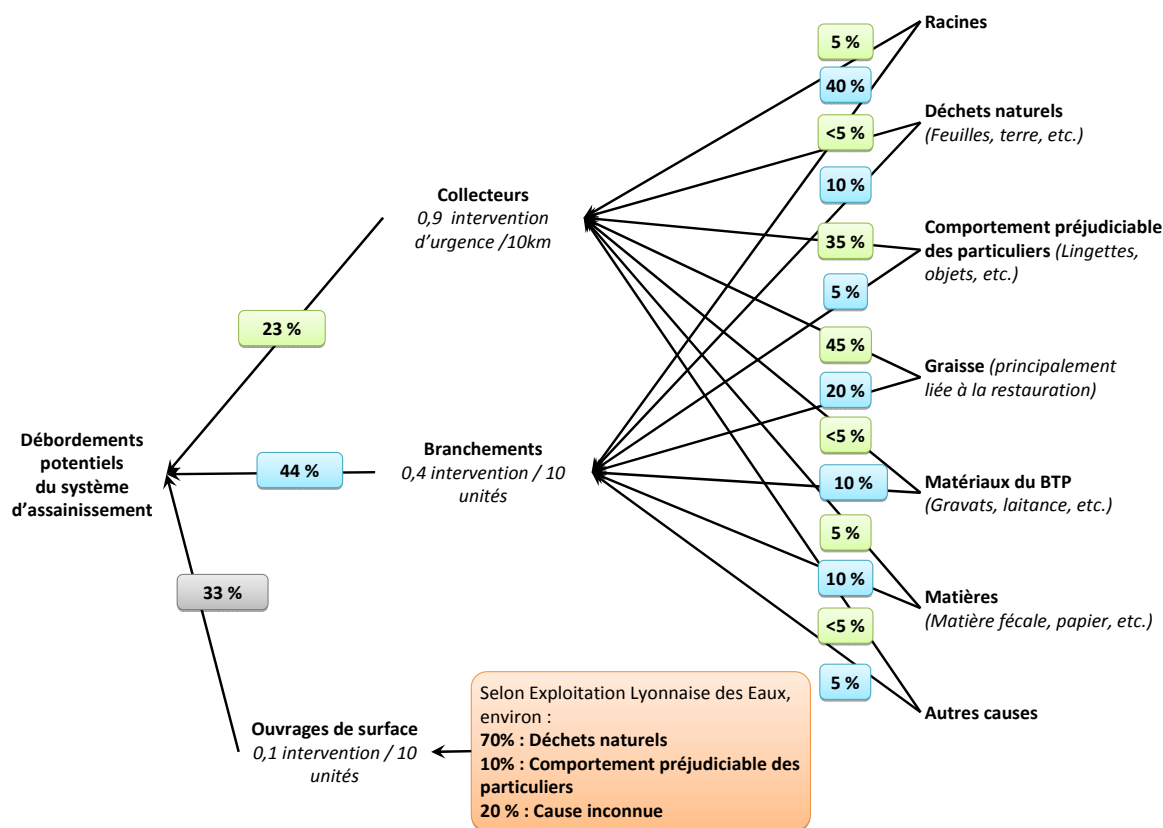 Racines
5 %
40 %
Déchets naturels
(Feuilles, terre, etc.)
<5 %
10 %
Collecteurs
0,9 intervention
d’urgence /10km
Comportement préjudiciable
des particuliers (Lingettes,
objets, etc.)
35 %
5 %
23 %
45 %
Graisse (principalement
liée à la restauration)
20 %
Débordements
potentiels
du système
d’assainissement
44 %
Branchements
0,4 intervention / 10
unités
<5 %
10 %
Matériaux du BTP
(Gravats, laitance, etc.)
5 %
33 %
10 %
Matières
(Matière fécale, papier, etc.)
<5 %
5 %
Autres causes
Ouvrages de surface
0,1 intervention / 10
unités
Selon Exploitation Lyonnaise des Eaux,
environ :
70% : Déchets naturels
10% : Comportement préjudiciable des
particuliers
20 % : Cause inconnue